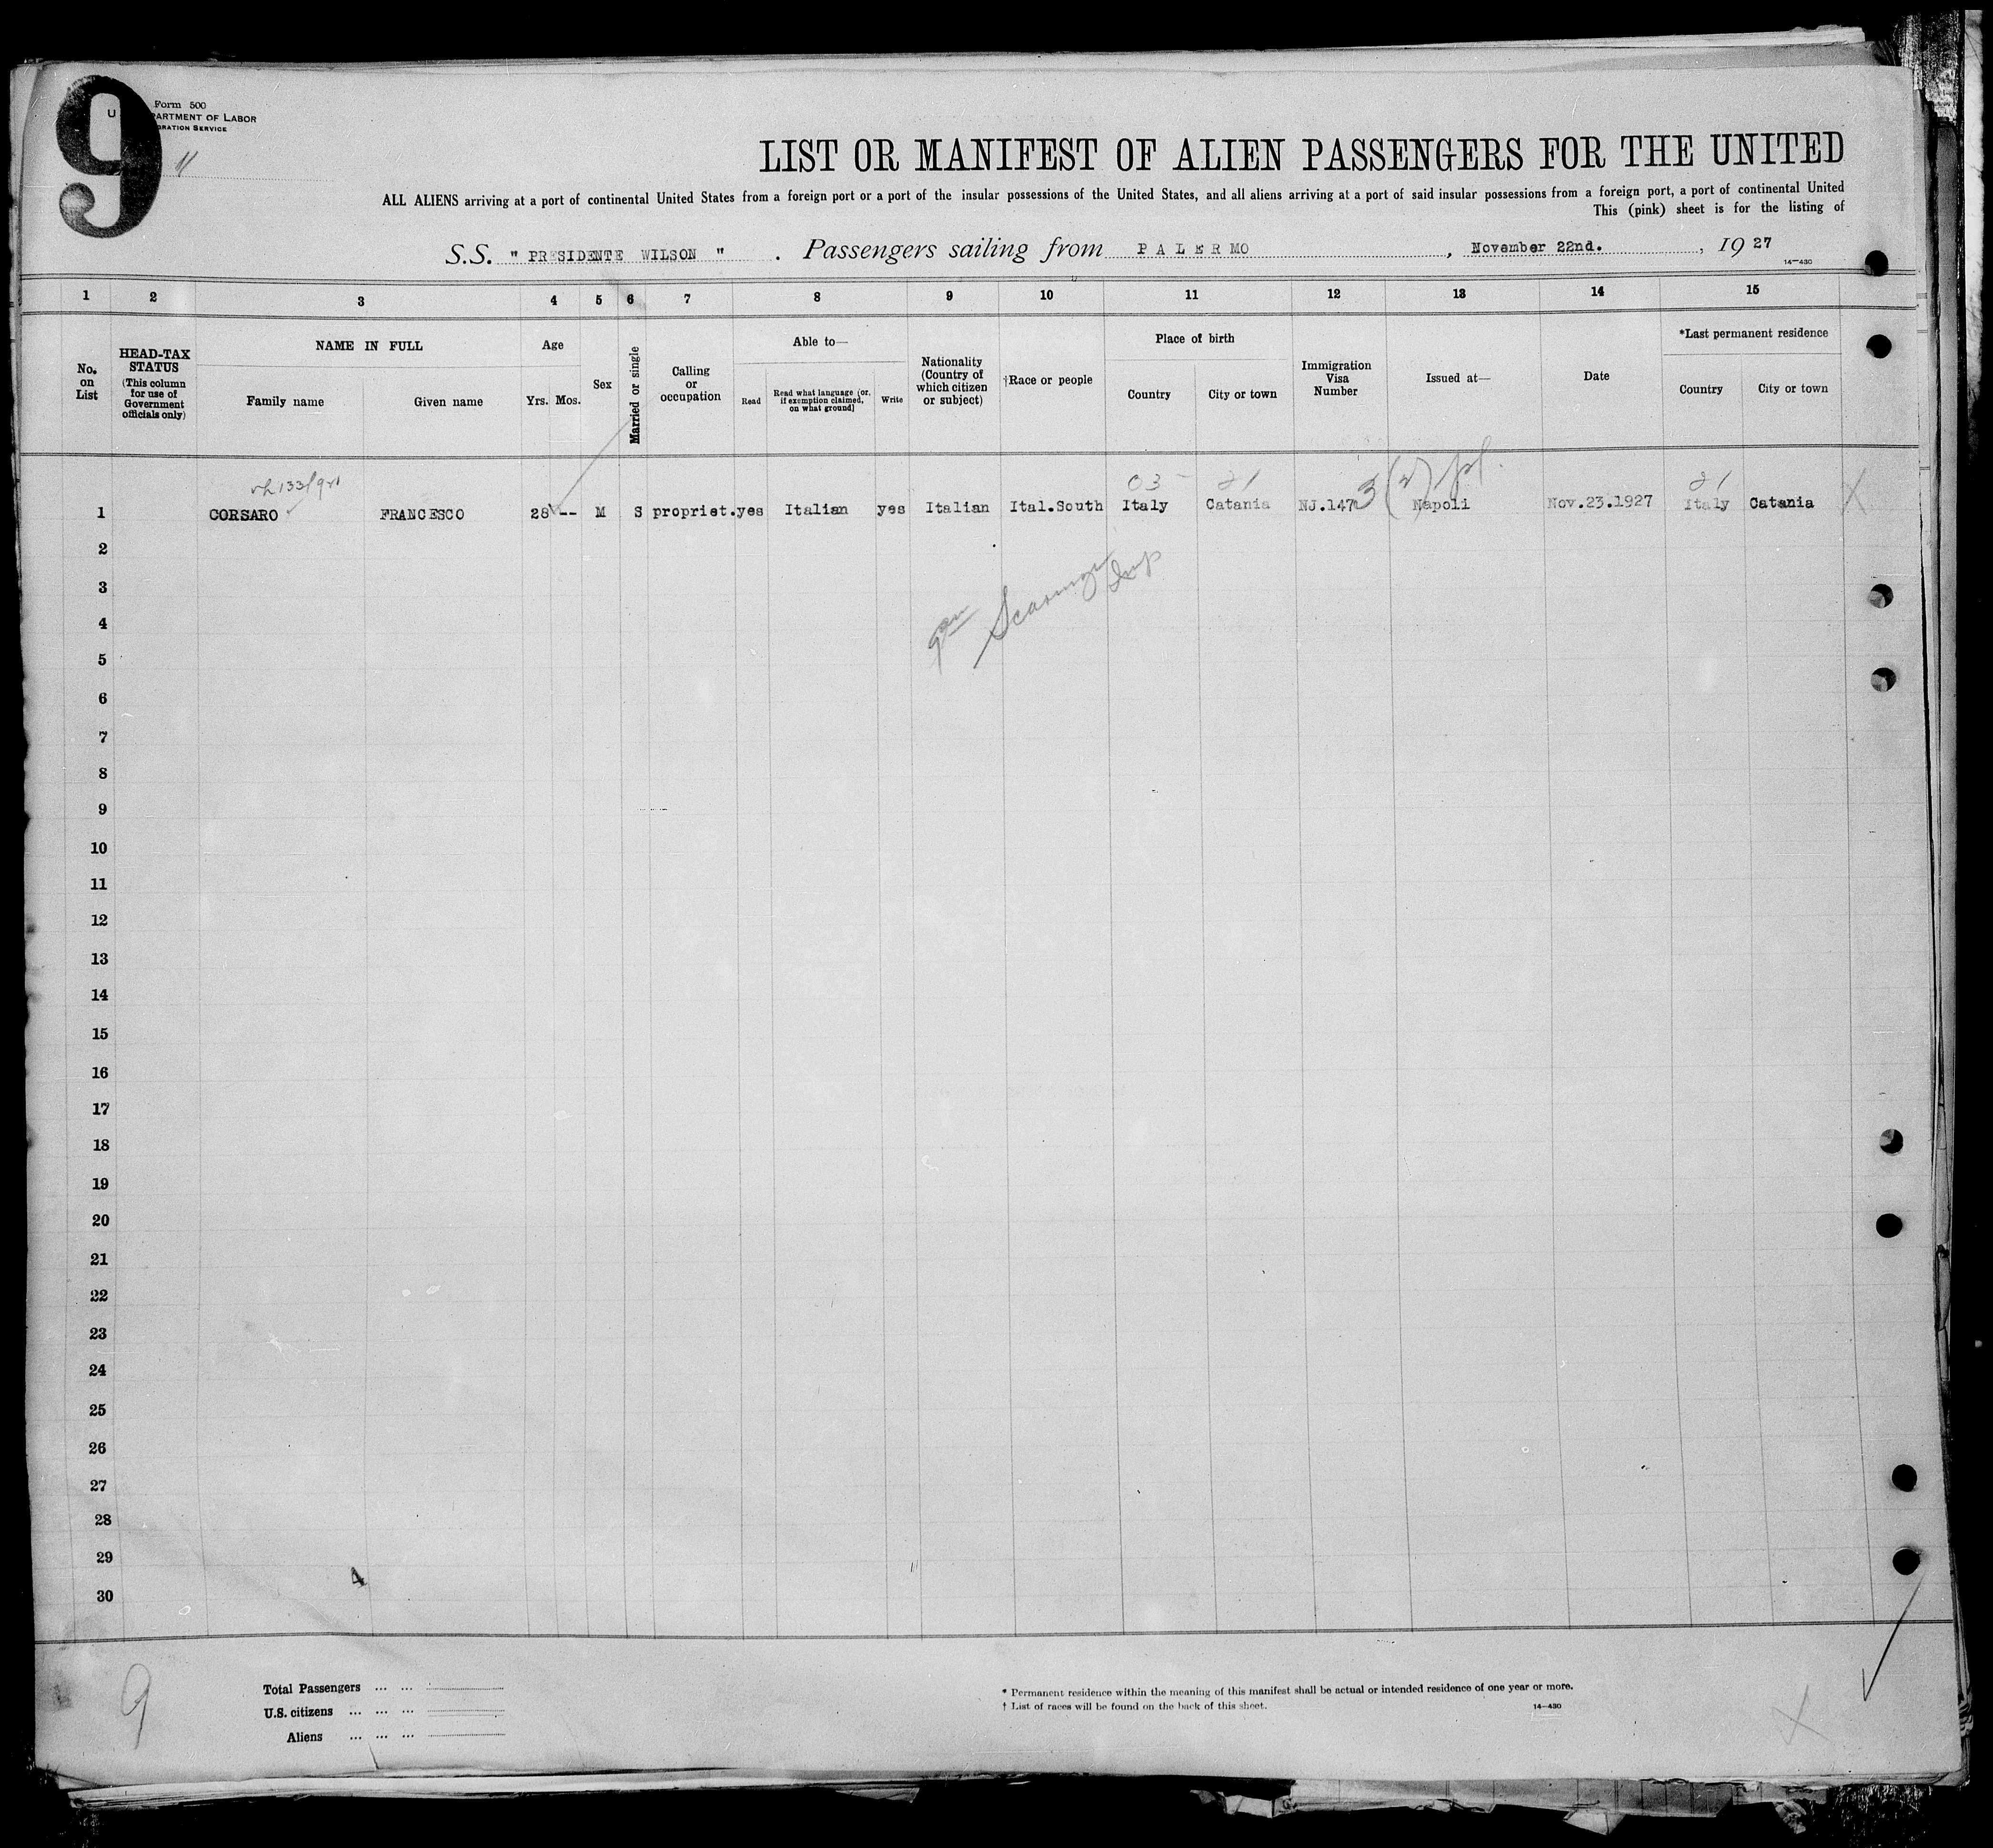 9
Form 500
U
PARTMENT OF LABOR
GRATION SERVICE
11
LIST OR MANIFEST OF ALIEN PASSENGERS FOR THE UNITED
ALL ALIENS arriving at a port of continental United States from a foreign port or a port of the insular possessions of the United States, and all aliens arriving at a port of said insular possessions from a foreign port, a port of continental United
This (pink) sheet is for the listing of
S.S. " PRESIDENTE WILSON " . Passengers sailing from PALERMO , November 22nd. , 19 27
14—430
1 2 3 4 5 6 7 8 9 10 11 12 13 14 15
No. on List
HEAD-TAX STATUS (This column for use of Government officials only)
NAME IN FULL
Family name Given name
Age
Yrs. Mos.
Sex
Married or single
Calling or occupation
Able to—
Read
Read what language [or, if exemption claimed, on what ground]
Write
Nationality (Country of which citizen or subject)
†Race or people
Place of birth
Country City or town
Immigration Visa Number
Issued at—
Date
*Last permanent residence
Country City or town
03 - 21 3 21
1 CORSARO FRANCESCO 28 -- M S propriet. yes Italian yes Italian Ital.South Italy Catania NJ.147 Napoli Nov.23.1927 Italy Catania X
2
3
4
5
6
7
8
9
10
11
12
13
14
15
16
17
18
19
20
21
22
23
24
25
26
27
28
29
4
30
9
Total Passengers ... ...
U.S. citizens ... ... ...
Aliens ... ... ...
* Permanent residence within the meaning of this manifest shall be actual or intended residence of one year or more.
† List of races will be found on the back of this sheet.
14—430
X